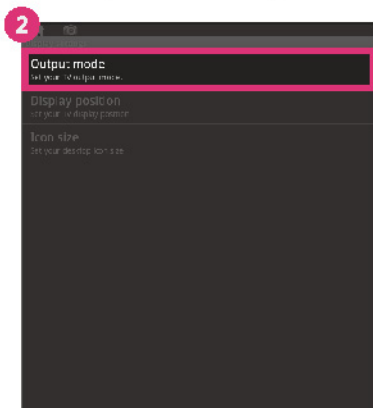 2
Output mode
Set your TV output mode.
Display position
Set your TV display position
Icon size
Set your desktop icon size